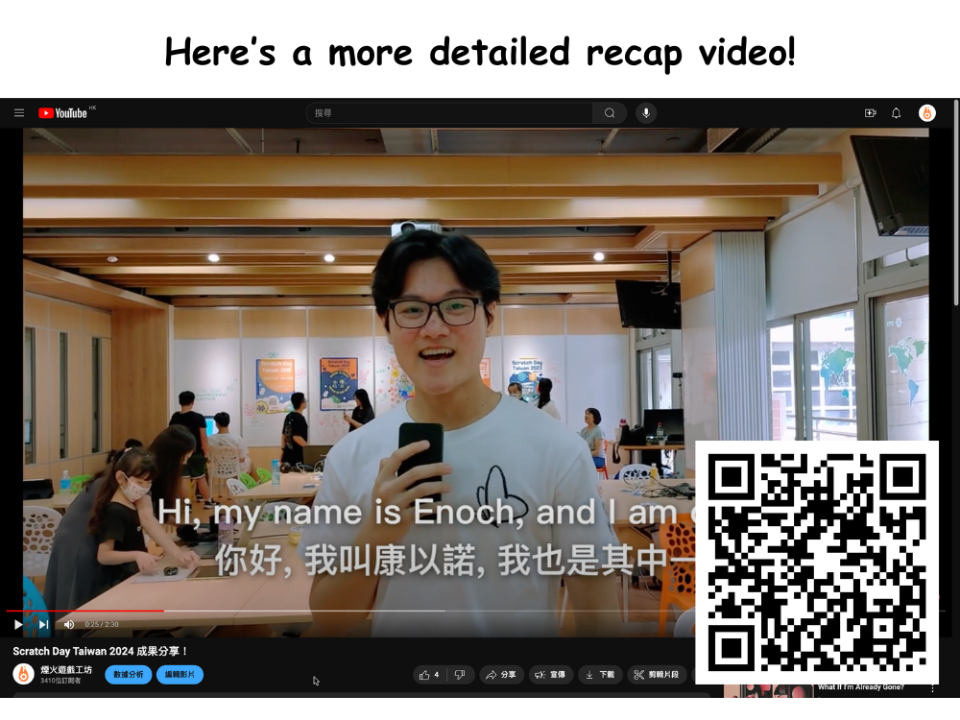 Here's a more detailed recap video!
YouTube HK
搜尋
Scratch Day
Hi, my name is Enoch, and I am
你好, 我叫康以諾, 我也是其中一
0:25 / 2:30
Scratch Day Taiwan 2024 成果分享！
煙火遊戲工坊
3410位訂閱者
數據分析
編輯影片
4
分享
宣傳
下載
剪輯片段
What If I'm Already Gone?